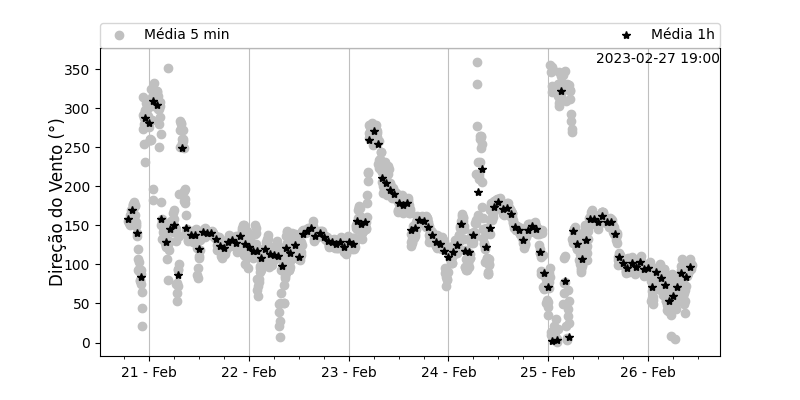 Média 5 min
Média 1h
2023-02-27 19:00
Direção do Vento (°)
350
300
250
200
150
100
50
0
21 - Feb
22 - Feb
23 - Feb
24 - Feb
25 - Feb
26 - Feb